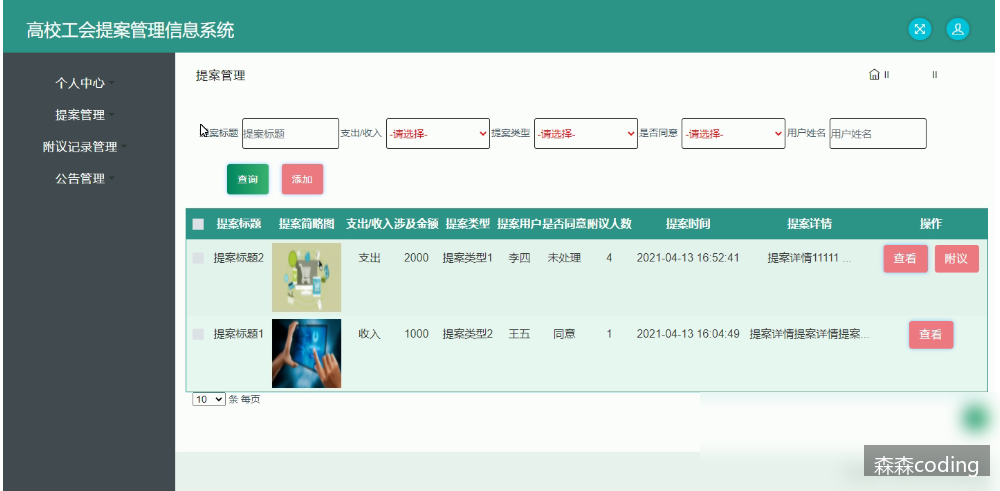 高校工会提案管理信息系统
个人中心
提案管理
附议记录管理
公告管理
提案管理
提案标题 提案标题 支出/收入 -请选择- 提案类型 -请选择- 是否同意 -请选择- 用户姓名 用户姓名
查询 添加
提案标题 提案简略图 支出/收入 涉及金额 提案类型 提案用户 是否同意 附议人数 提案时间 提案详情 操作
提案标题2 支出 2000 提案类型1 李四 未处理 4 2021-04-13 16:52:41 提案详情11111 ... 查看 附议
提案标题1 收入 1000 提案类型2 王五 同意 1 2021-04-13 16:04:49 提案详情提案详情提案... 查看
10 条 每页
森森coding